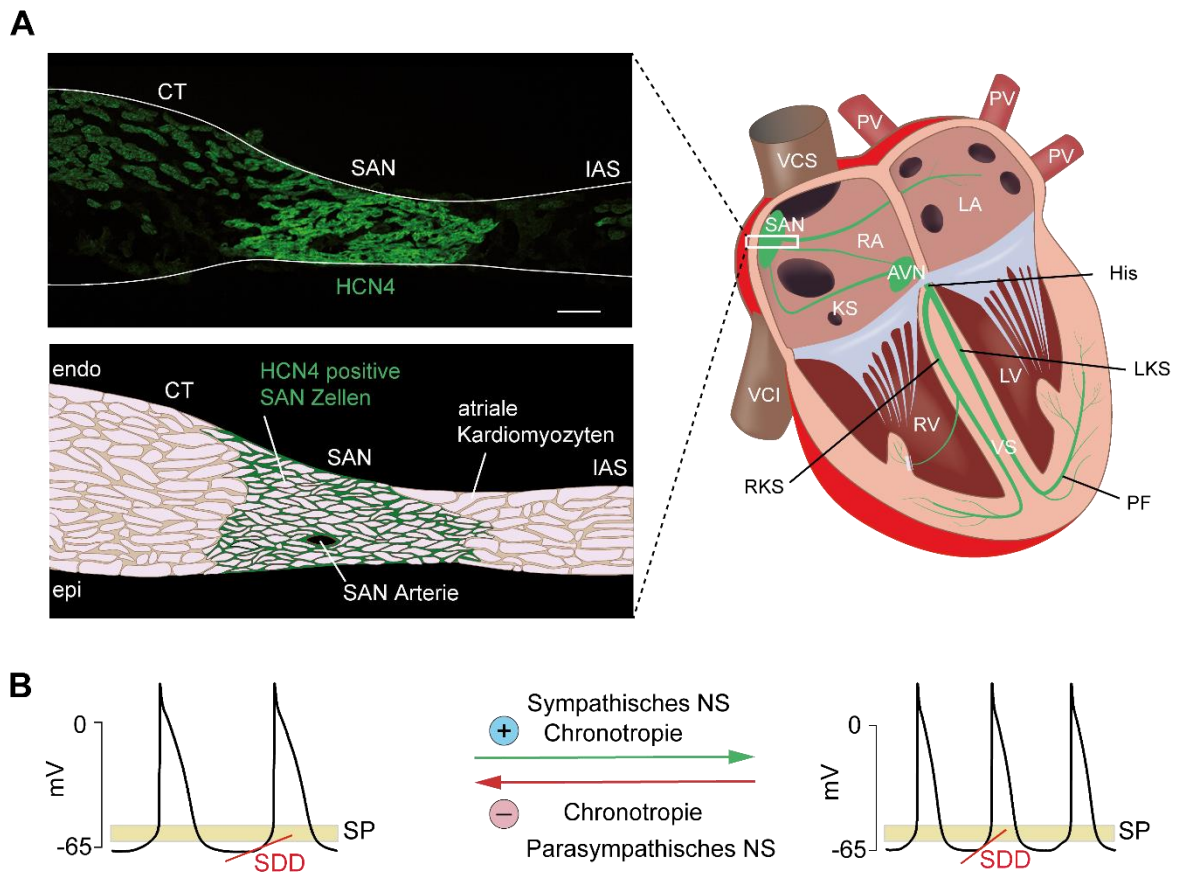 A
CT
SAN
IAS
HCN4
endo
CT
HCN4 positive
SAN Zellen
atriale
Kardiomyozyten
SAN
IAS
SAN Arterie
epi
PV
PV
PV
VCS
LA
SAN
RA
AVN
His
KS
LV
LKS
VCI
RV
VS
RKS
PF
B
0
mV
-65
SP
SDD
Sympathisches NS
+
Chronotropie
−
Chronotropie
Parasympathisches NS
0
mV
-65
SP
SDD